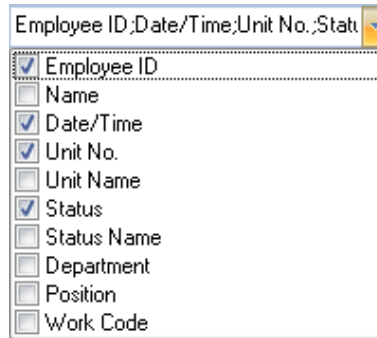 Employee ID;Date/Time;Unit No.;Statu
Employee ID
Name
Date/Time
Unit No.
Unit Name
Status
Status Name
Department
Position
Work Code